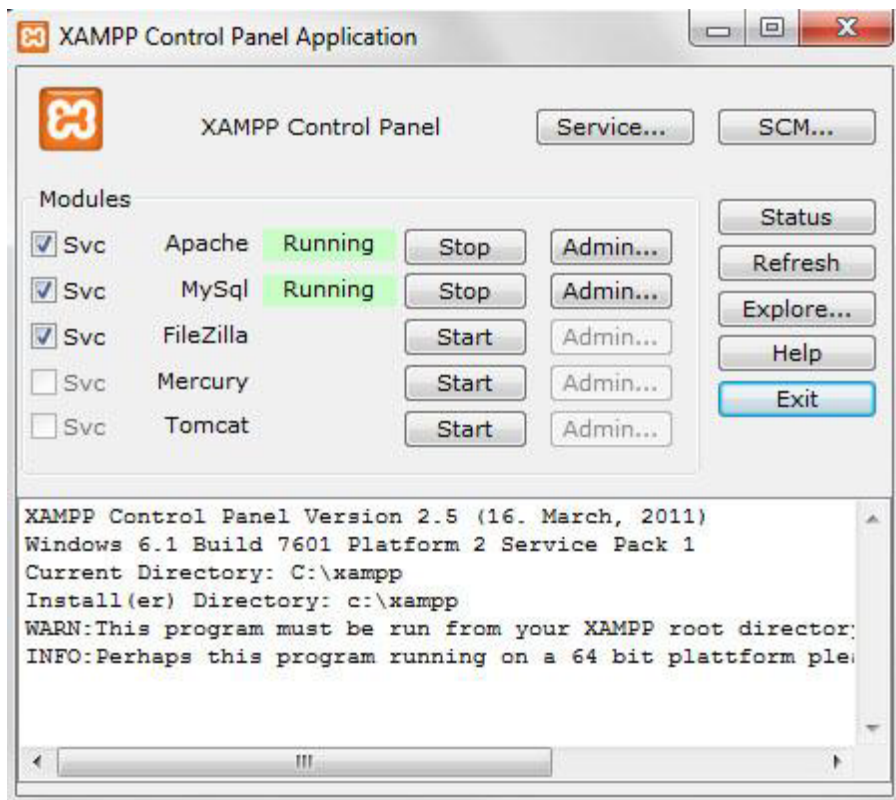 XAMPP Control Panel Application
XAMPP Control Panel Service... SCM...
Modules
Svc Apache Running Stop Admin...
Svc MySql Running Stop Admin...
Svc FileZilla Start Admin...
Svc Mercury Start Admin...
Svc Tomcat Start Admin...
Status
Refresh
Explore...
Help
Exit
XAMPP Control Panel Version 2.5 (16. March, 2011)
Windows 6.1 Build 7601 Platform 2 Service Pack 1
Current Directory: C:\xampp
Install(er) Directory: c:\xampp
WARN:This program must be run from your XAMPP root director
INFO:Perhaps this program running on a 64 bit plattform ple